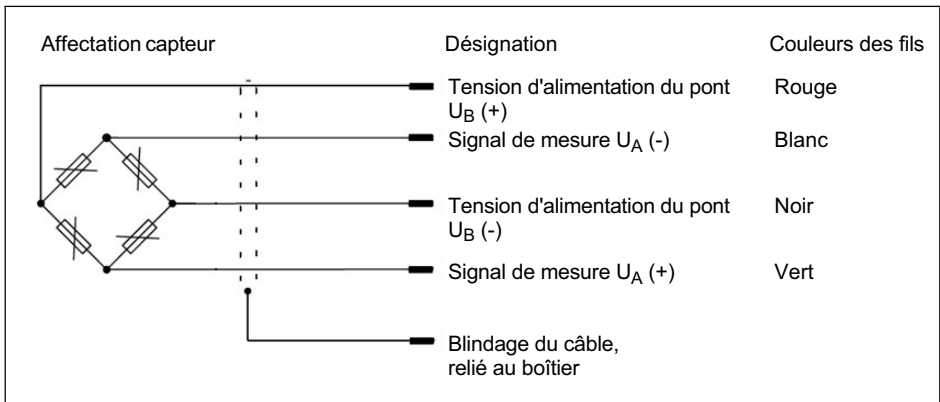 Affectation capteur Désignation Couleurs des fils
Tension d'alimentation du pont Rouge
UB (+)
Signal de mesure UA (-) Blanc
Tension d'alimentation du pont Noir
UB (-)
Signal de mesure UA (+) Vert
Blindage du câble,
relié au boîtier